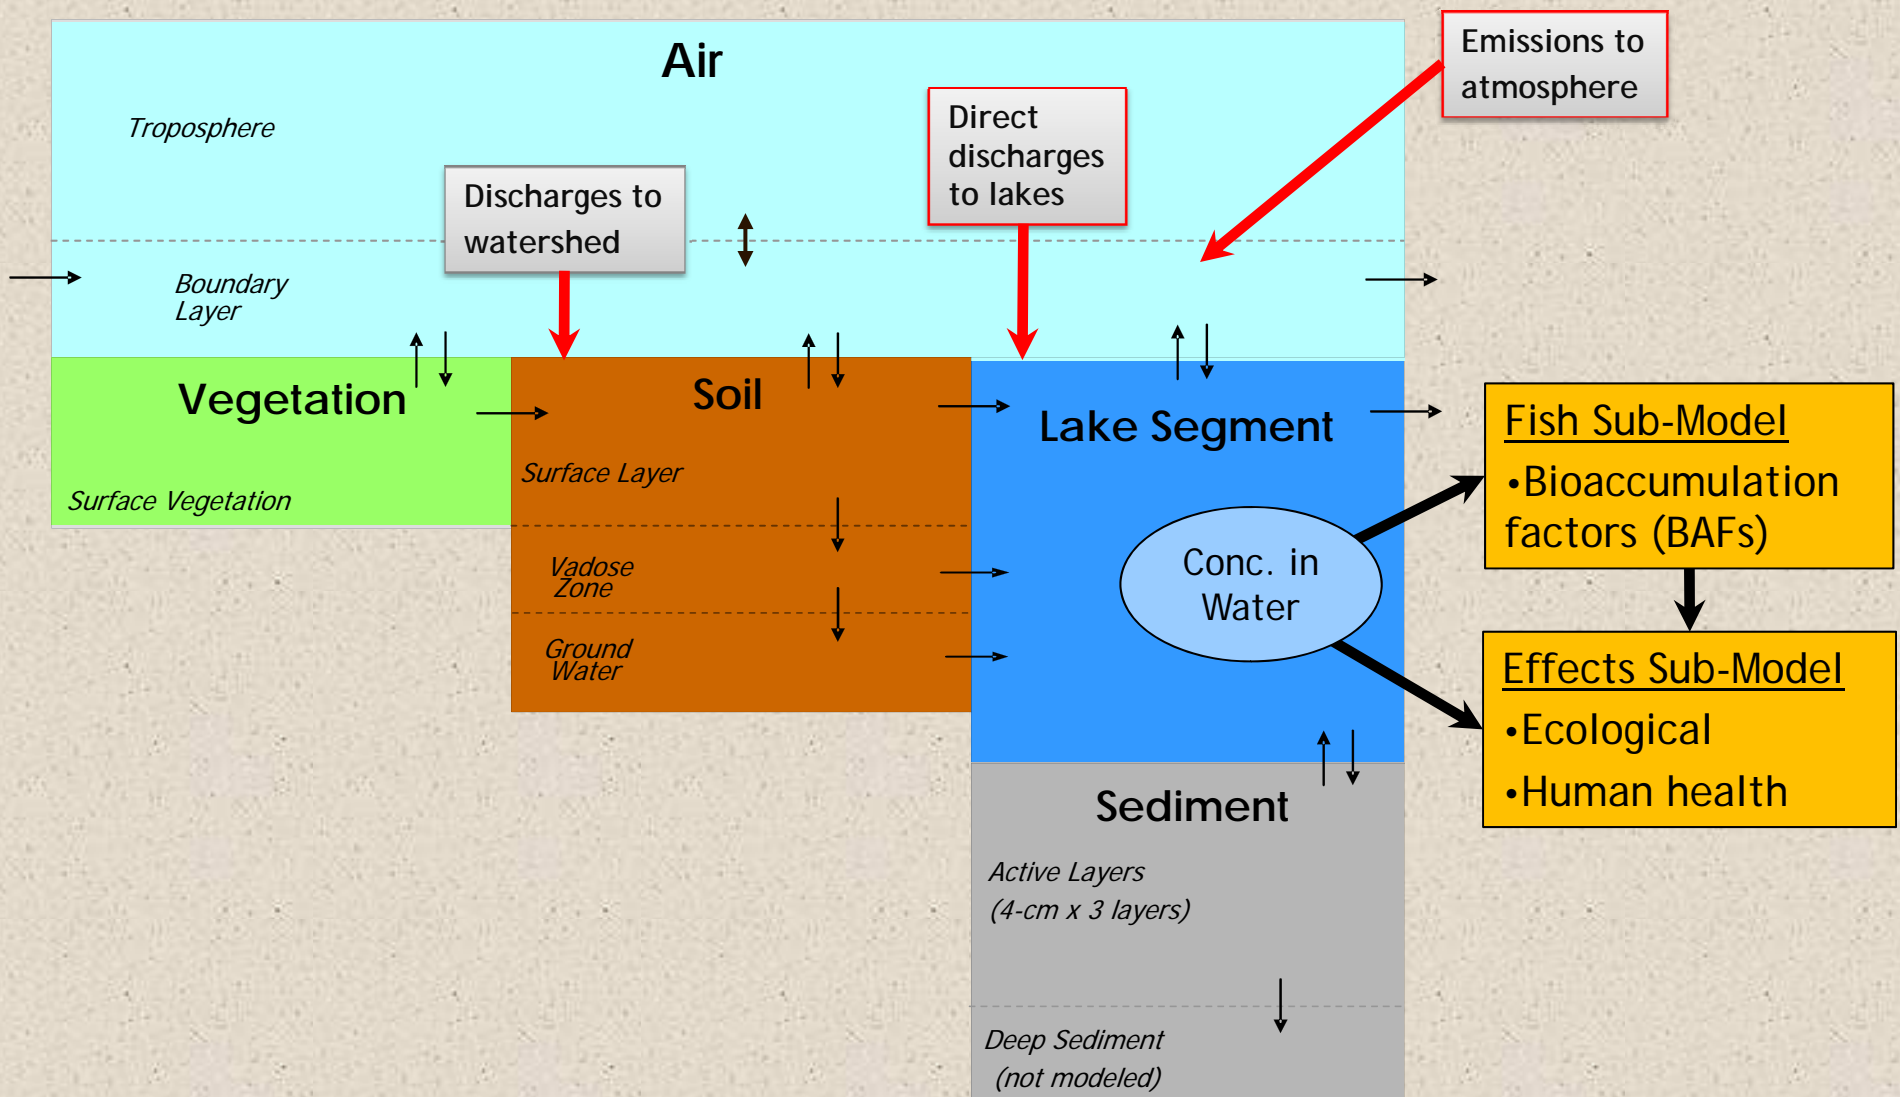 Air
Emissions to
atmosphere
Troposphere
Direct
discharges
to lakes
Discharges to
watershed
Boundary
Layer
Vegetation
Surface Vegetation
Soil
Surface Layer
Vadose
Zone
Ground
Water
Lake Segment
Conc. in
Water
Fish Sub-Model
•Bioaccumulation
factors (BAFs)
Effects Sub-Model
•Ecological
•Human health
Sediment
Active Layers
(4-cm x 3 layers)
Deep Sediment
(not modeled)